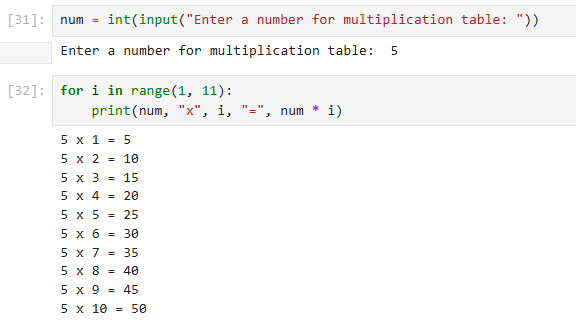 [31]: num = int(input("Enter a number for multiplication table: "))
Enter a number for multiplication table:  5
[32]: for i in range(1, 11):
    print(num, "x", i, "=", num * i)
5 x 1 = 5
5 x 2 = 10
5 x 3 = 15
5 x 4 = 20
5 x 5 = 25
5 x 6 = 30
5 x 7 = 35
5 x 8 = 40
5 x 9 = 45
5 x 10 = 50